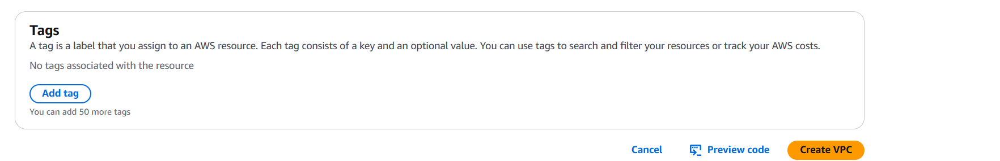 Tags
A tag is a label that you assign to an AWS resource. Each tag consists of a key and an optional value. You can use tags to search and filter your resources or track your AWS costs.
No tags associated with the resource
Add tag
You can add 50 more tags
Cancel
Preview code
Create VPC